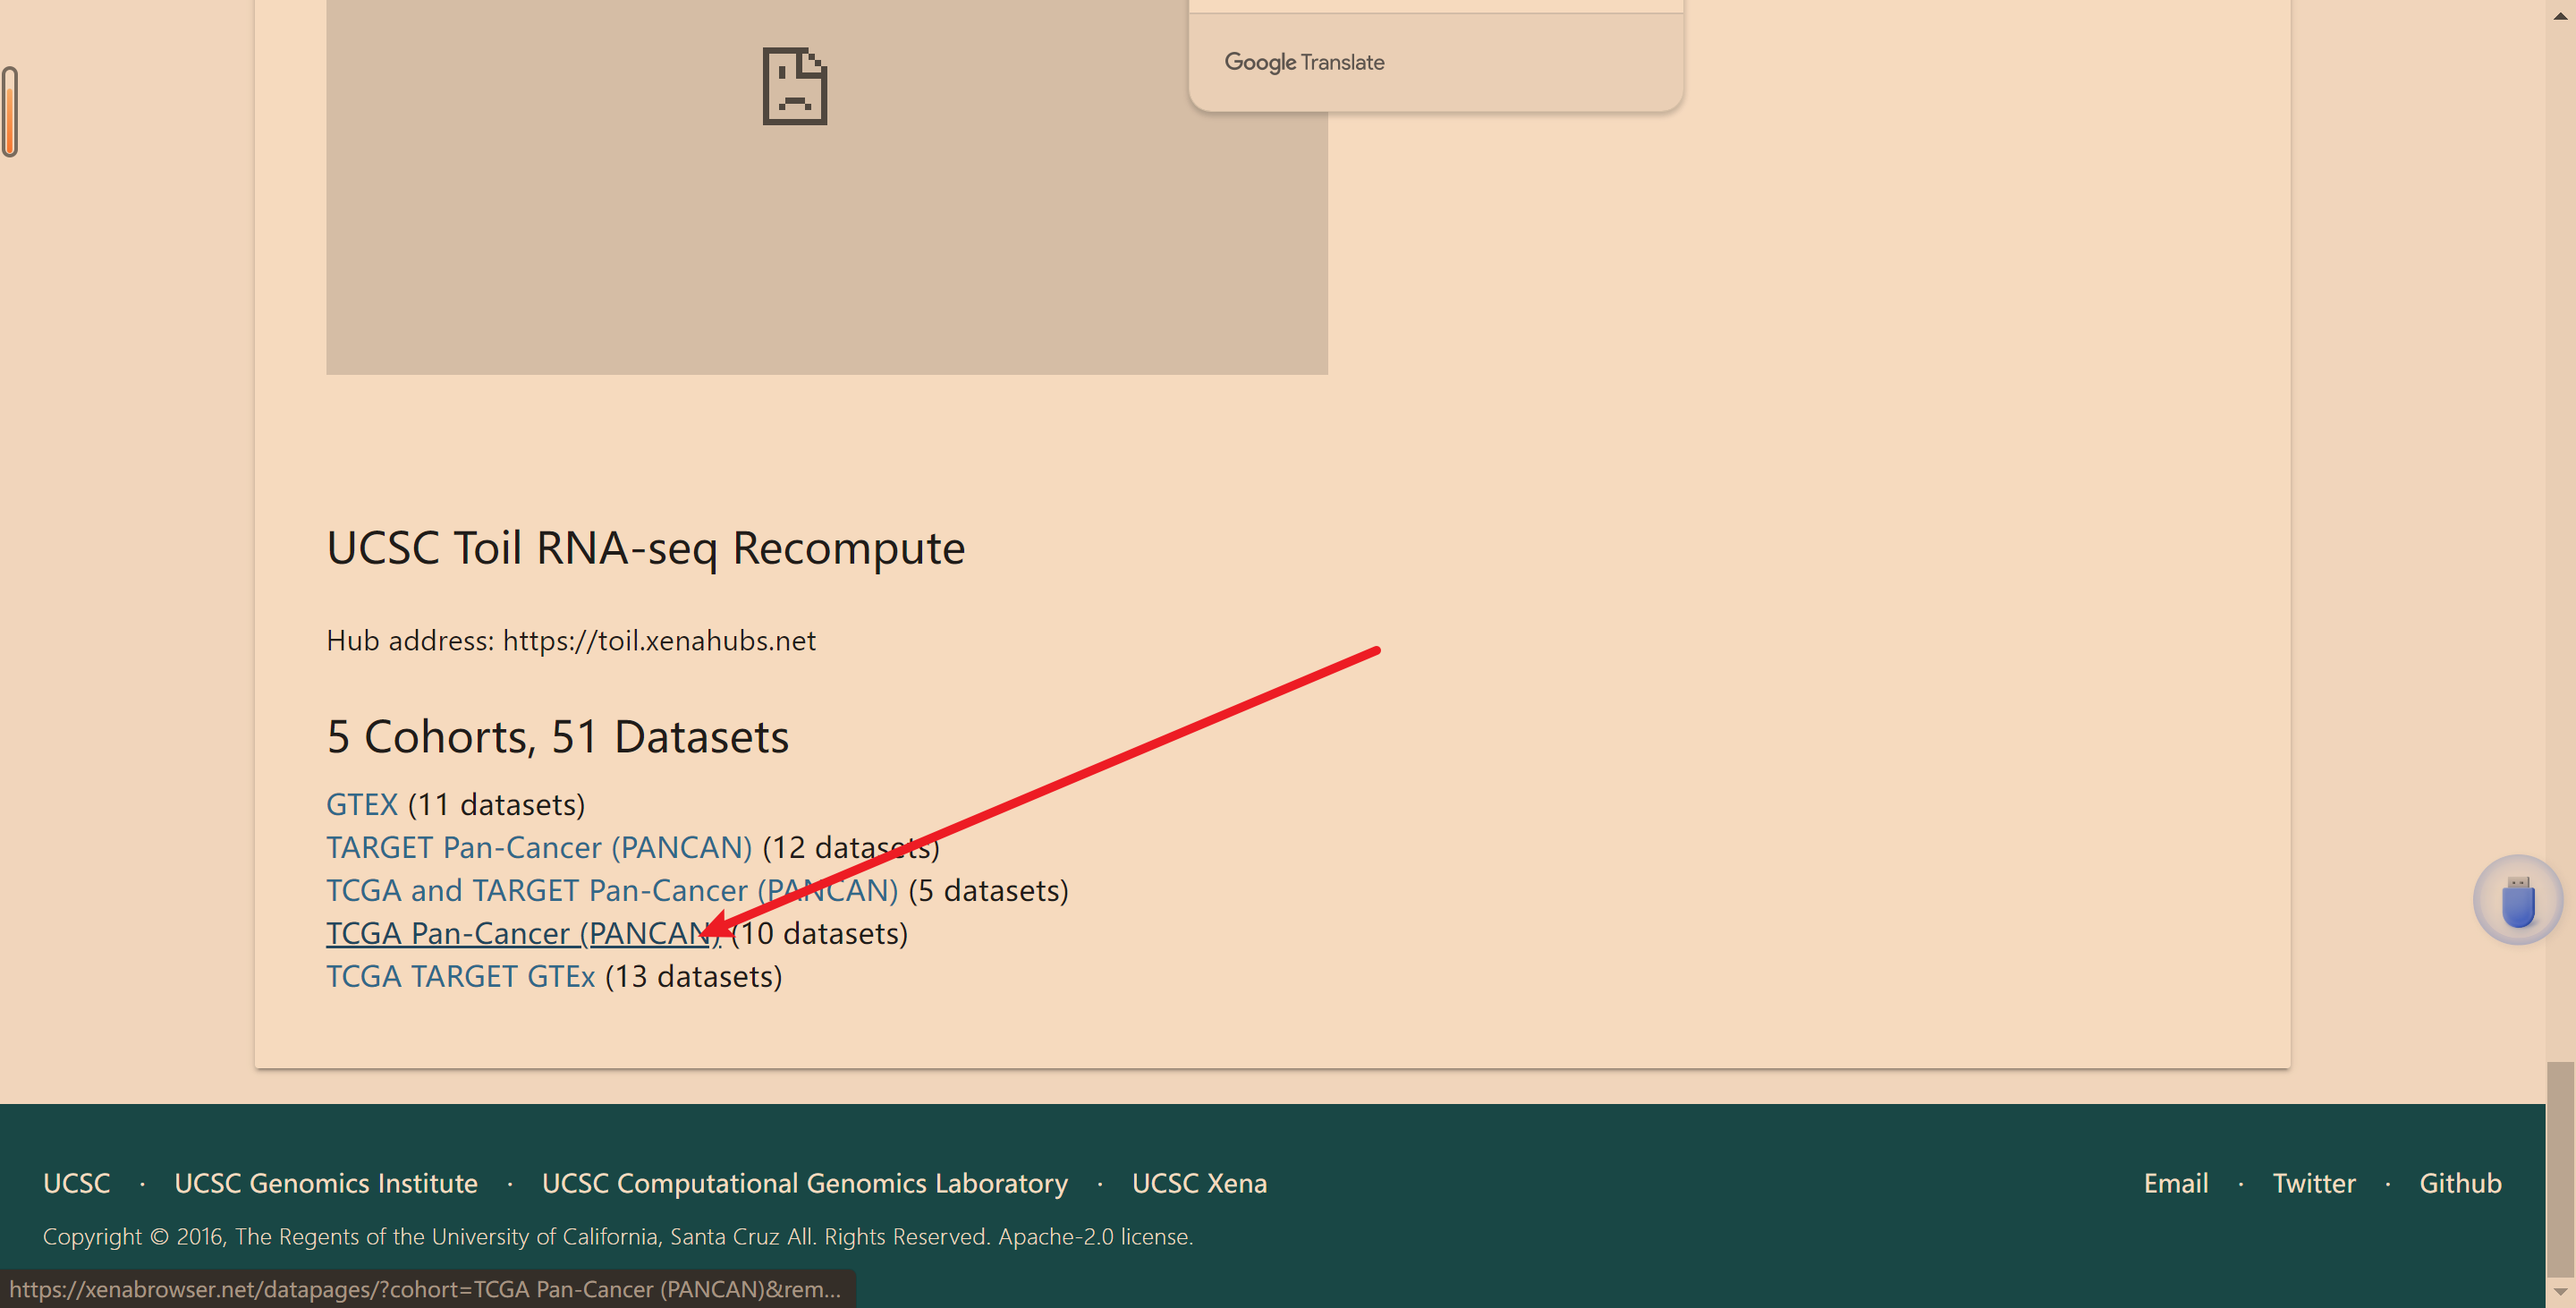 Google Translate
UCSC Toil RNA-seq Recompute
Hub address: https://toil.xenahubs.net
5 Cohorts, 51 Datasets
GTEX (11 datasets)
TARGET Pan-Cancer (PANCAN) (12 datasets)
TCGA and TARGET Pan-Cancer (PANCAN) (5 datasets)
TCGA Pan-Cancer (PANCAN) (10 datasets)
TCGA TARGET GTEx (13 datasets)
UCSC · UCSC Genomics Institute · UCSC Computational Genomics Laboratory · UCSC Xena
Email · Twitter · Github
Copyright © 2016, The Regents of the University of California, Santa Cruz All. Rights Reserved. Apache-2.0 license.
https://xenabrowser.net/datapages/?cohort=TCGA Pan-Cancer (PANCAN)&rem...